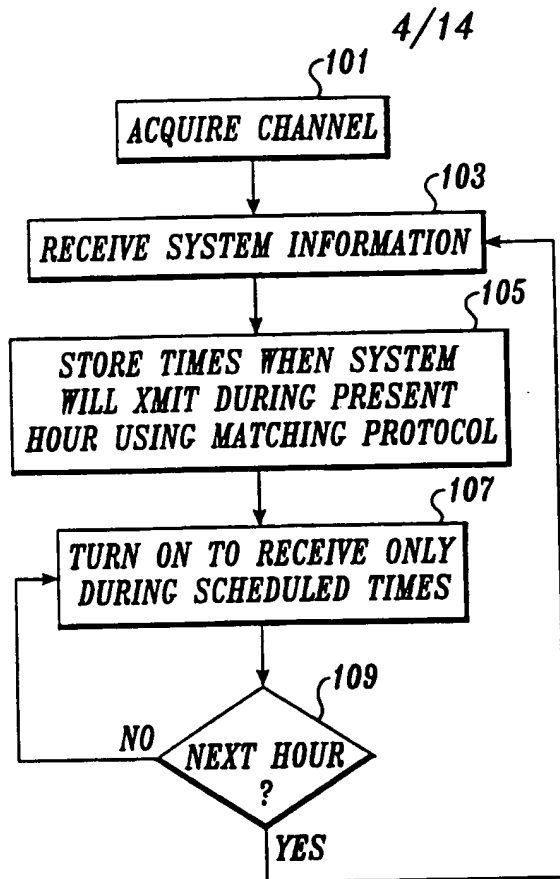 4/14
101
ACQUIRE CHANNEL
103
RECEIVE SYSTEM INFORMATION
105
STORE TIMES WHEN SYSTEM
WILL XMIT DURING PRESENT
HOUR USING MATCHING PROTOCOL
107
TURN ON TO RECEIVE ONLY
DURING SCHEDULED TIMES
109
NO
NEXT HOUR
?
YES